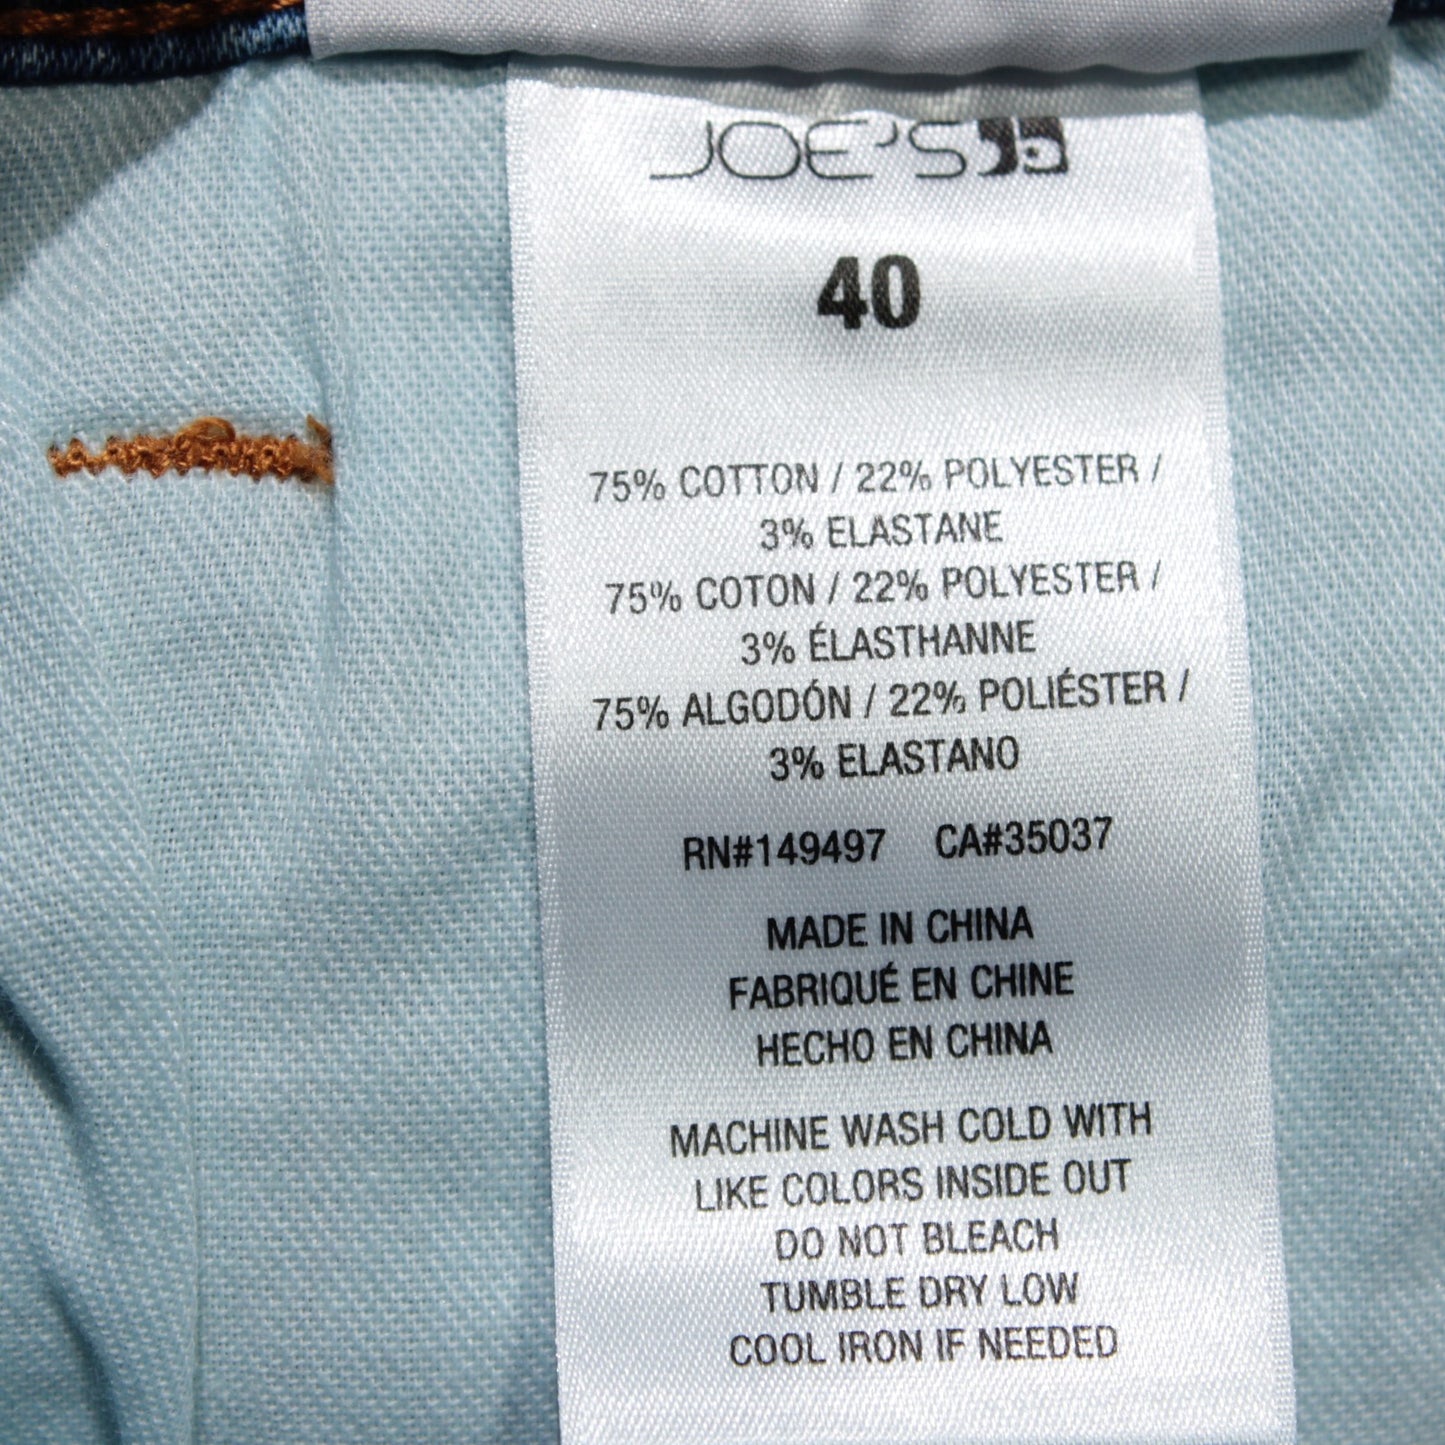 JOE'S
40
75% COTTON / 22% POLYESTER /
3% ELASTANE
75% COTON / 22% POLYESTER /
3% ÉLASTHANNE
75% ALGODÓN / 22% POLIÉSTER /
3% ELASTANO
RN#149497 CA#35037
MADE IN CHINA
FABRIQUÉ EN CHINE
HECHO EN CHINA
MACHINE WASH COLD WITH
LIKE COLORS INSIDE OUT
DO NOT BLEACH
TUMBLE DRY LOW
COOL IRON IF NEEDED